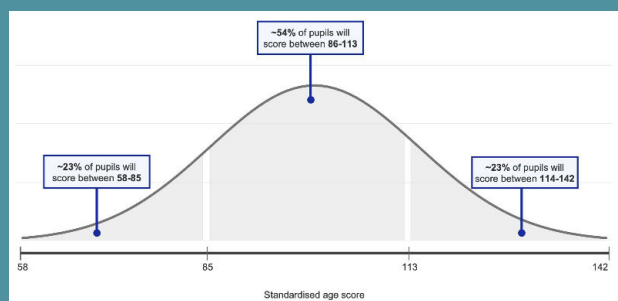 ~54% of pupils will
score between 86-113
~23% of pupils will
score between 58-85
~23% of pupils will
score between 114-142
58
85
113
142
Standardised age score